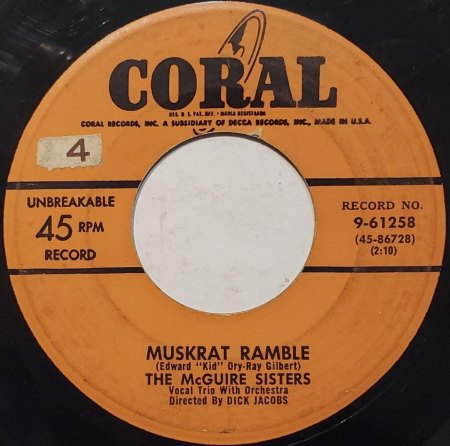 CORAL
REG. U. S. PAT. OFF. - MARCA REGISTRADA
CORAL RECORDS, INC. A SUBSIDIARY OF DECCA RECORDS, INC., MADE IN U.S.A.
4
UNBREAKABLE
45 RPM
RECORD
RECORD NO.
9-61258
(45-86728)
(2:10)
MUSKRAT RAMBLE
(Edward "Kid" Ory-Ray Gilbert)
THE McGUIRE SISTERS
Vocal Trio With Orchestra
Directed By DICK JACOBS